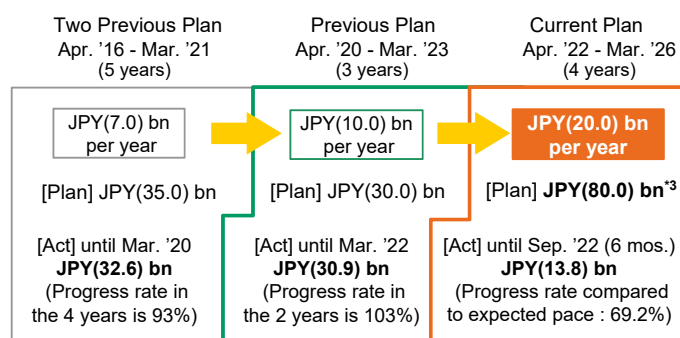 Two Previous Plan
Apr. ’16 - Mar. ’21
(5 years)
JPY(7.0) bn
per year
[Plan] JPY(35.0) bn
[Act] until Mar. ’20
JPY(32.6) bn
(Progress rate in
the 4 years is 93%)
Previous Plan
Apr. ’20 - Mar. ’23
(3 years)
JPY(10.0) bn
per year
[Plan] JPY(30.0) bn
[Act] until Mar. ’22
JPY(30.9) bn
(Progress rate in
the 2 years is 103%)
Current Plan
Apr. ’22 - Mar. ’26
(4 years)
JPY(20.0) bn
per year
[Plan] JPY(80.0) bn*3
[Act] until Sep. ’22 (6 mos.)
JPY(13.8) bn
(Progress rate compared
to expected pace : 69.2%)